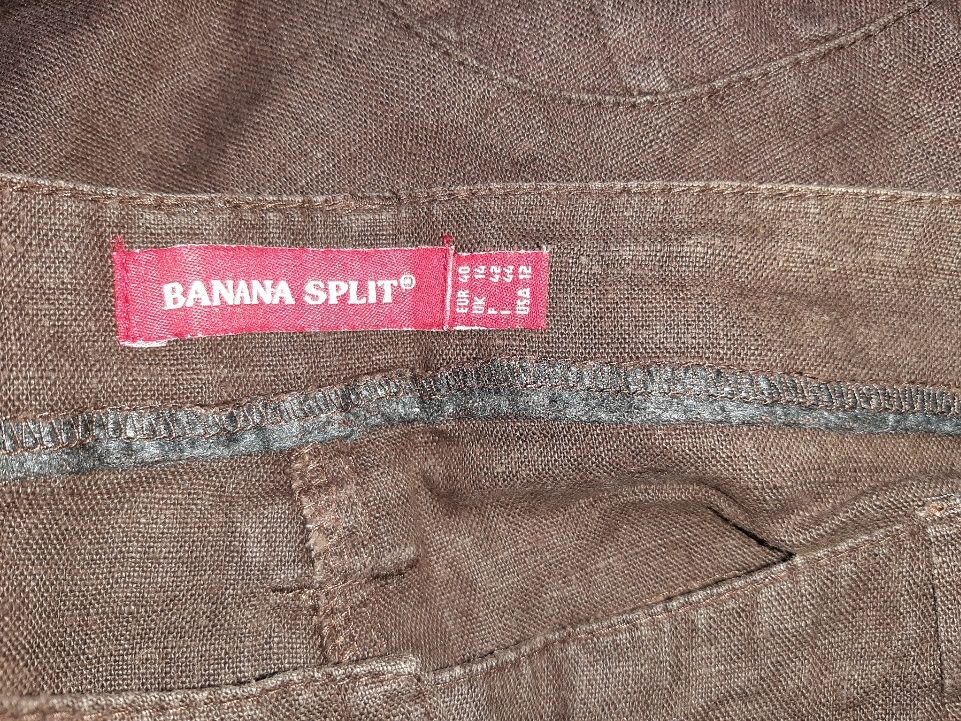 BANANA SPLIT®
EUR 40
UK 14
F 42
I 44
USA 12